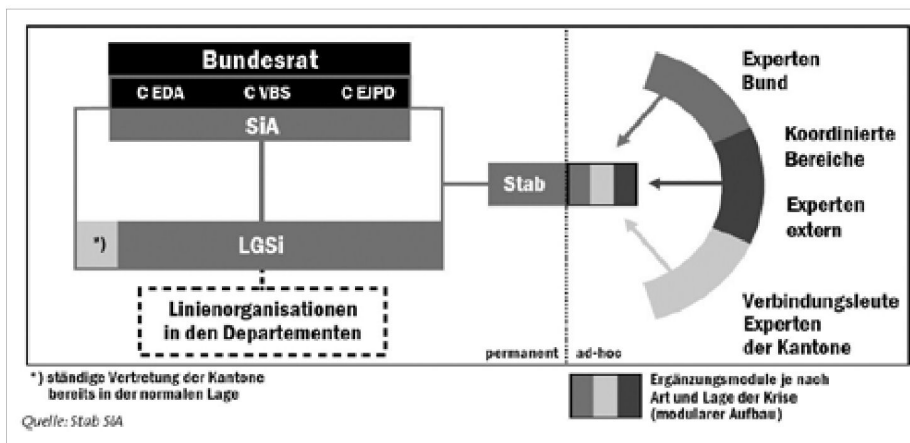 Bundesrat
C EDA C VBS C EJPD
SiA
*)
LGSi
Linienorganisationen
in den Departementen
Stab
permanent ad-hoc
Experten
Bund
Koordinierte
Bereiche
Experten
extern
Verbindungsleute
Experten
der Kantone
*) ständige Vertretung der Kantone
bereits in der normalen Lage
Ergänzungsmodule je nach
Art und Lage der Krise
(modularer Aufbau)
Quelle: Stab SiA